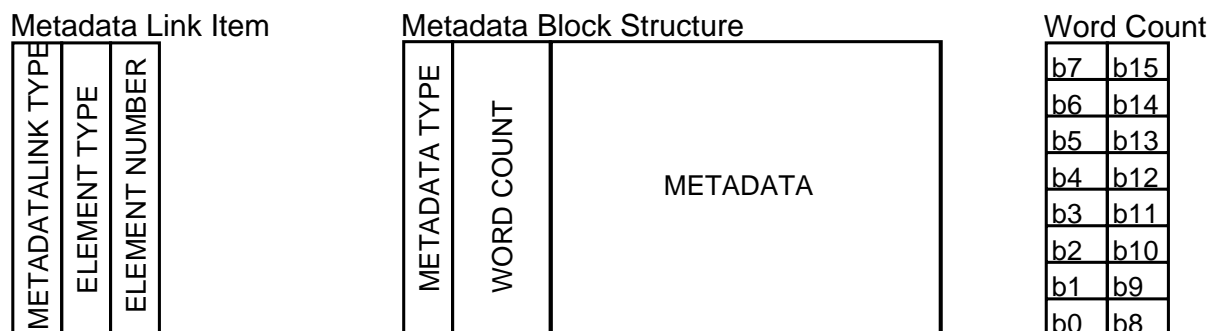 Metadata Link Item
METADATALINK TYPE
ELEMENT TYPE
ELEMENT NUMBER
Metadata Block Structure
METADATA TYPE
WORD COUNT
METADATA
Word Count
b7 b15
b6 b14
b5 b13
b4 b12
b3 b11
b2 b10
b1 b9
b0 b8